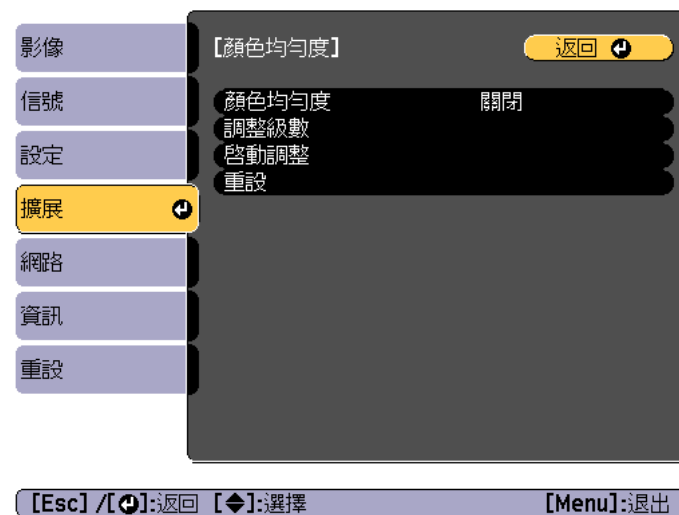 影像
信號
設定
擴展
網路
資訊
重設
[顏色均勻度]
返回
顏色均勻度 關閉
調整級數
啓動調整
重設
[Esc] /[ ]:返回 [◆]:選擇 [Menu]:退出